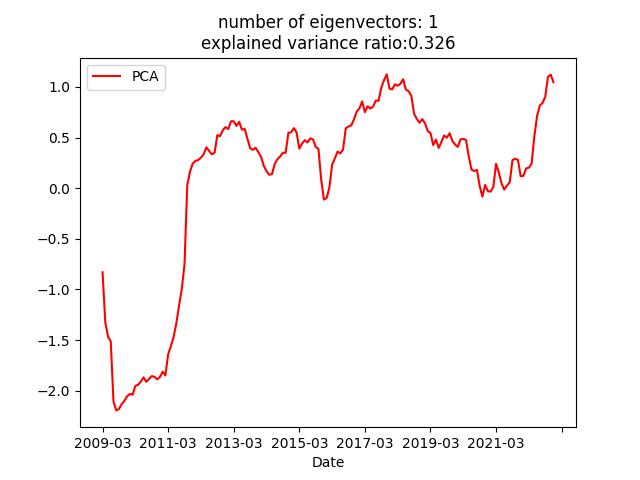 number of eigenvectors: 1
explained variance ratio:0.326
PCA
1.0
0.5
0.0
−0.5
−1.0
−1.5
−2.0
2009-03 2011-03 2013-03 2015-03 2017-03 2019-03 2021-03
Date